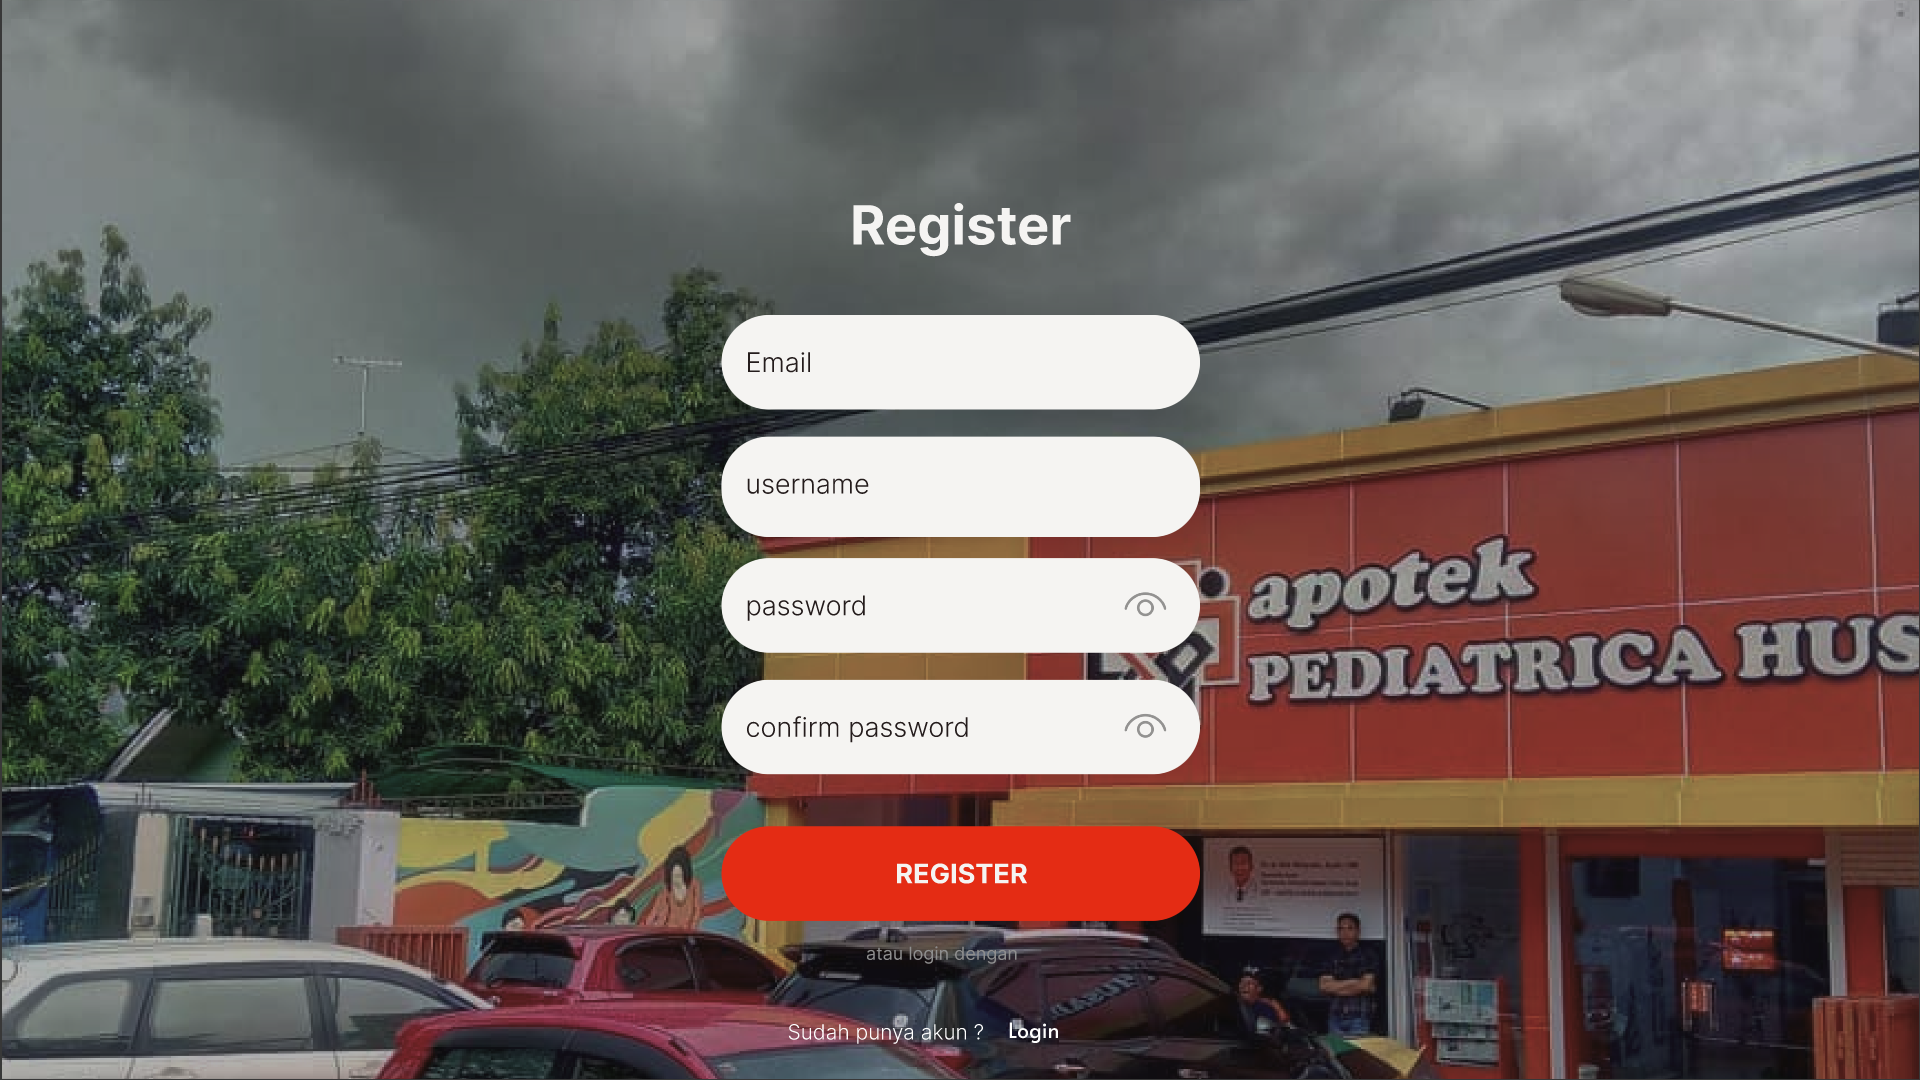 Register
Email
username
password
confirm password
apotek
PEDIATRICA HUS
REGISTER
atau login dengan
Sudah punya akun ? Login